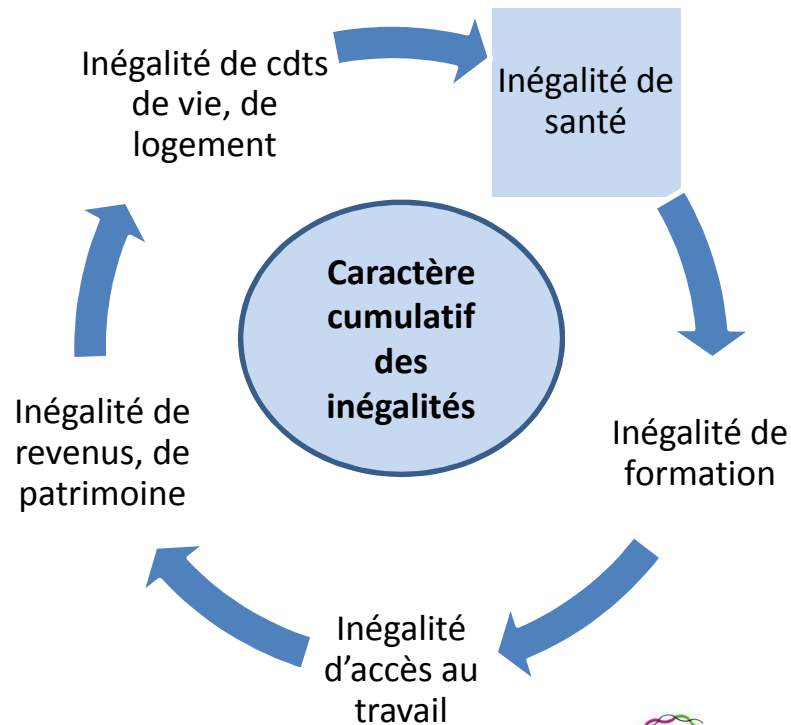 Inégalité de cdts
de vie, de
logement
Inégalité de
santé
Caractère
cumulatif
des
inégalités
Inégalité de
formation
Inégalité de
revenus, de
patrimoine
Inégalité
d’accès au
travail